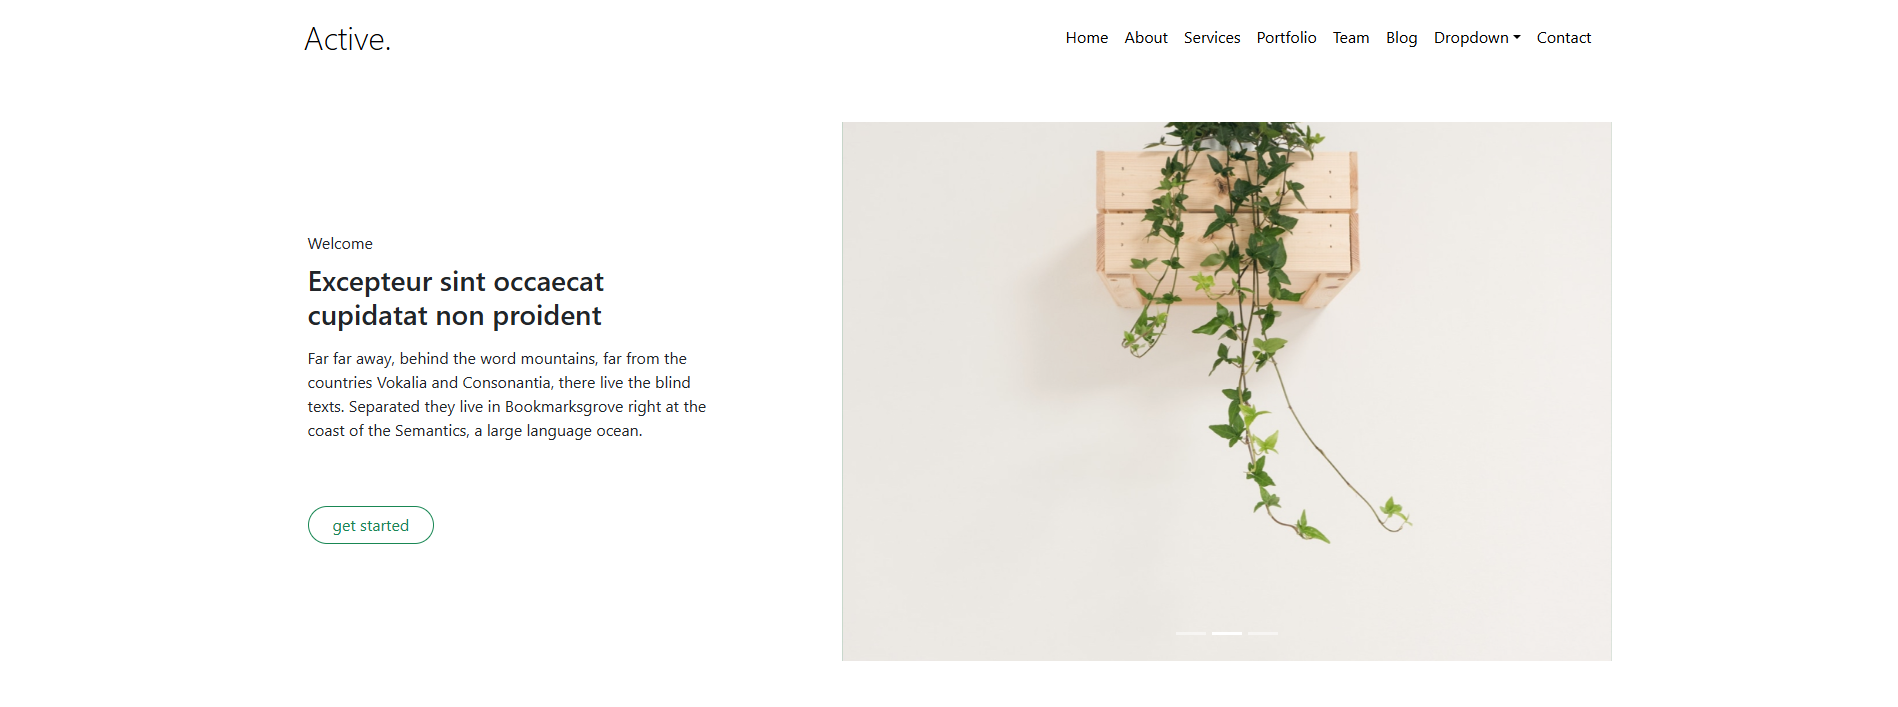 Active.
Home About Services Portfolio Team Blog Dropdown Contact
Welcome
Excepteur sint occaecat
cupidatat non proident
Far far away, behind the word mountains, far from the
countries Vokalia and Consonantia, there live the blind
texts. Separated they live in Bookmarksgrove right at the
coast of the Semantics, a large language ocean.
get started